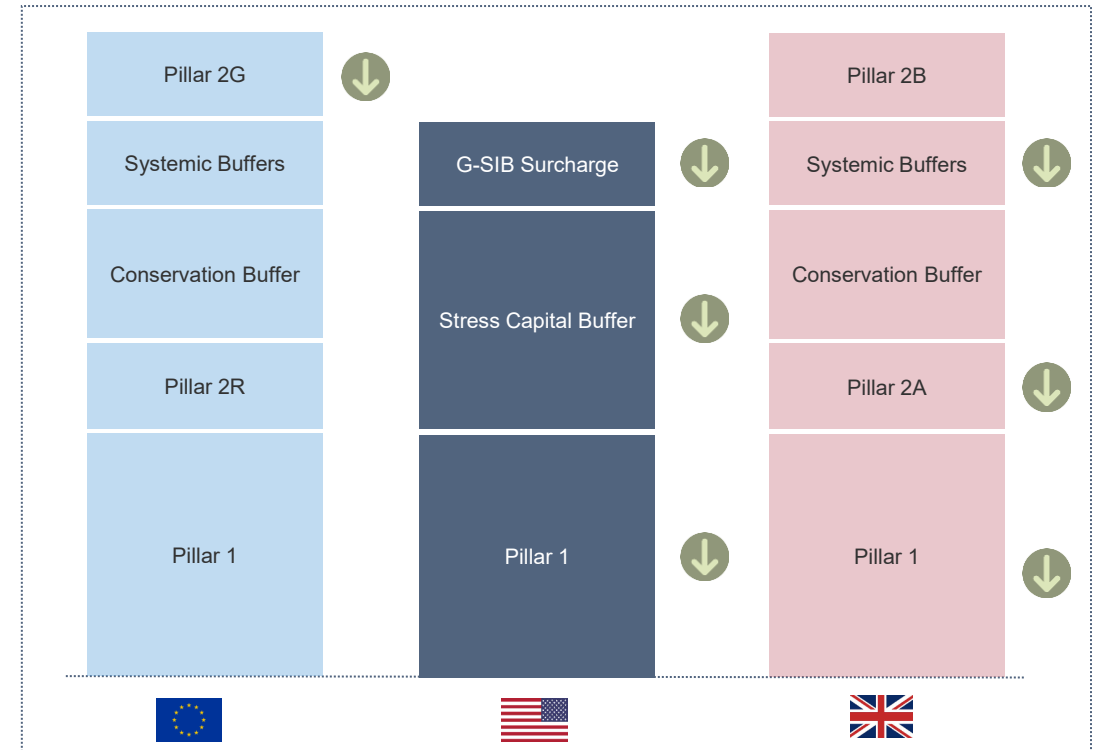 Pillar 2G
Systemic Buffers
Conservation Buffer
Pillar 2R
Pillar 1
G-SIB Surcharge
Stress Capital Buffer
Pillar 1
Pillar 2B
Systemic Buffers
Conservation Buffer
Pillar 2A
Pillar 1